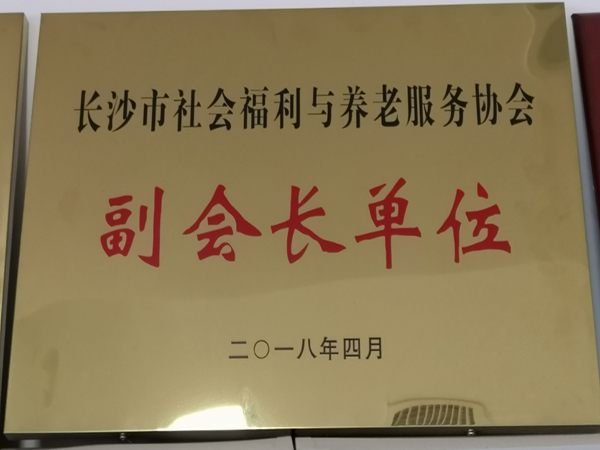 长沙市社会福利与养老服务协会
副会长单位
二〇一八年四月